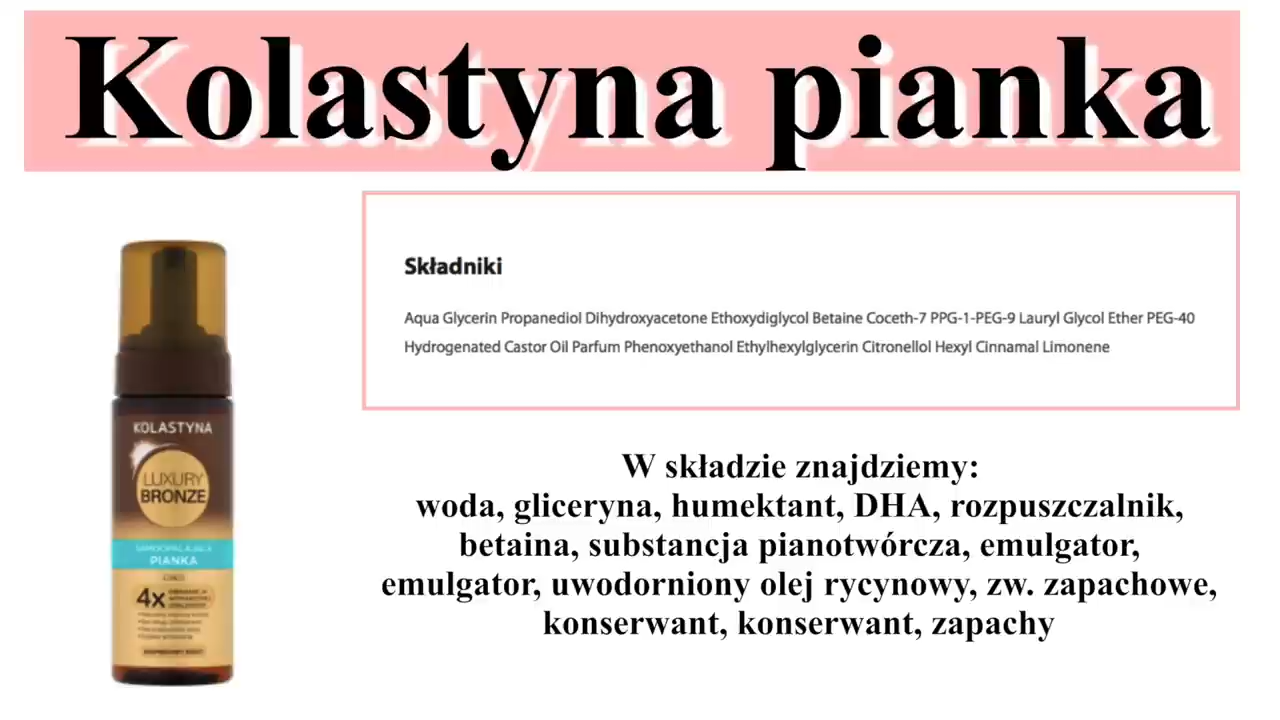 Kolastyna pianka
Składniki
Aqua Glycerin Propanediol Dihydroxyacetone Ethoxydiglycol Betaine Coceth-7 PPG-1-PEG-9 Lauryl Glycol Ether PEG-40
Hydrogenated Castor Oil Parfum Phenoxyethanol Ethylhexylglycerin Citronellol Hexyl Cinnamal Limonene
KOLASTYNA
LUXURY
BRONZE
SAMOOPALAJĄCA
PIANKA
4x
W składzie znajdziemy:
woda, gliceryna, humektant, DHA, rozpuszczalnik,
betaina, substancja pianotwórcza, emulgator,
emulgator, uwodorniony olej rycynowy, zw. zapachowe,
konserwant, konserwant, zapachy